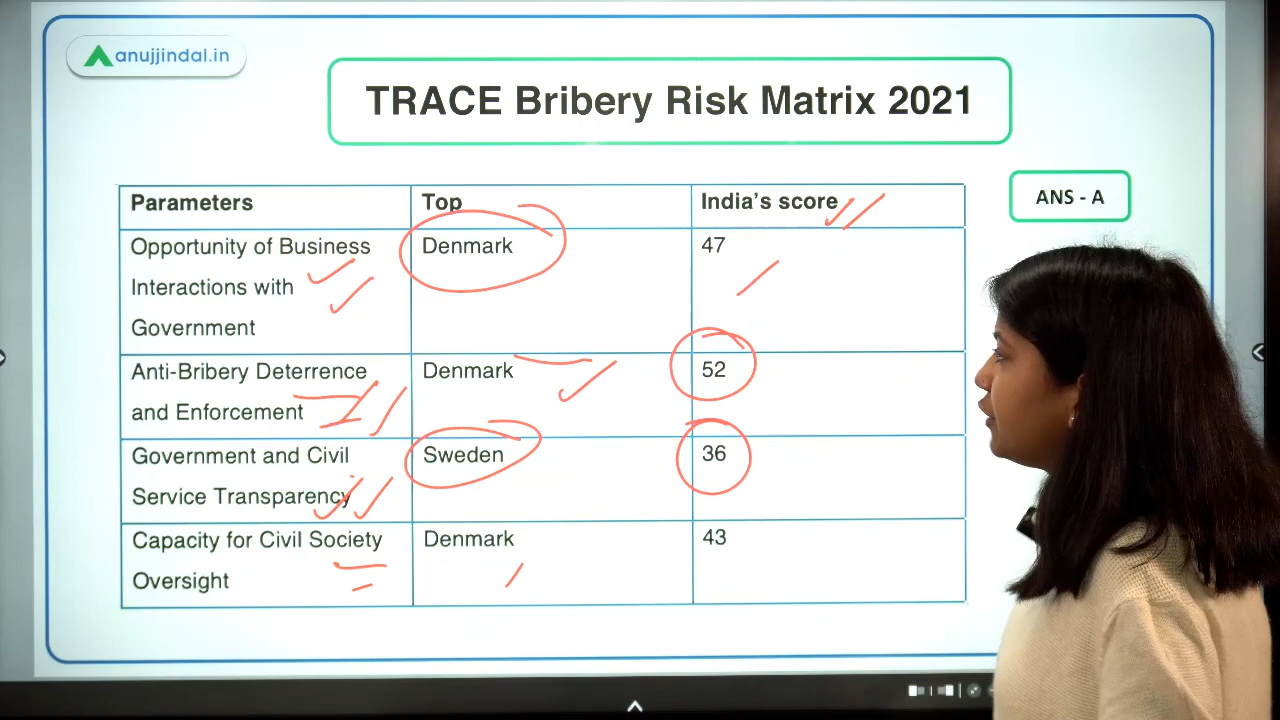 anujjindal.in
TRACE Bribery Risk Matrix 2021
ANS - A
Parameters Top India's score
Opportunity of Business Denmark 47
Interactions with
Government
Anti-Bribery Deterrence Denmark 52
and Enforcement
Government and Civil Sweden 36
Service Transparency
Capacity for Civil Society Denmark 43
Oversight